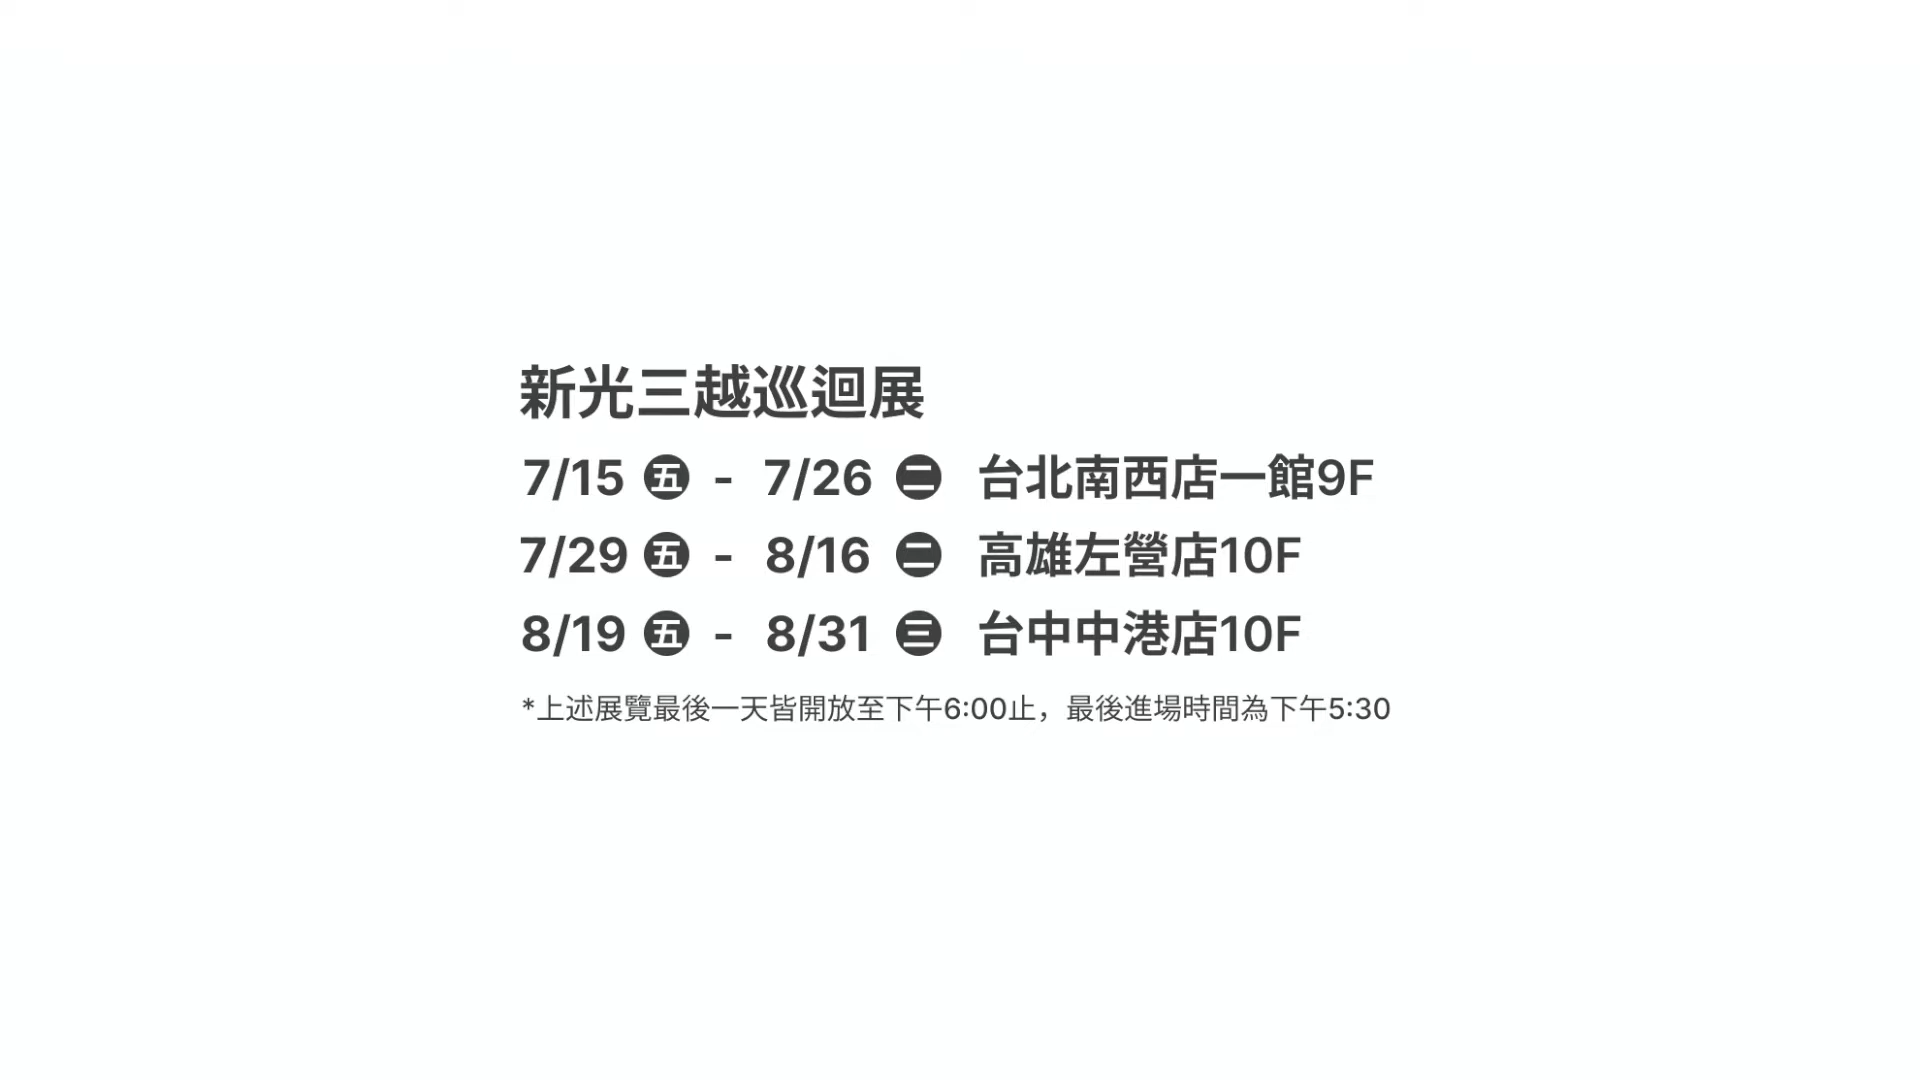 新光三越巡迴展
7/15 五 - 7/26 二 台北南西店一館9F
7/29 五 - 8/16 二 高雄左營店10F
8/19 五 - 8/31 三 台中中港店10F
*上述展覽最後一天皆開放至下午6:00止，最後進場時間為下午5:30